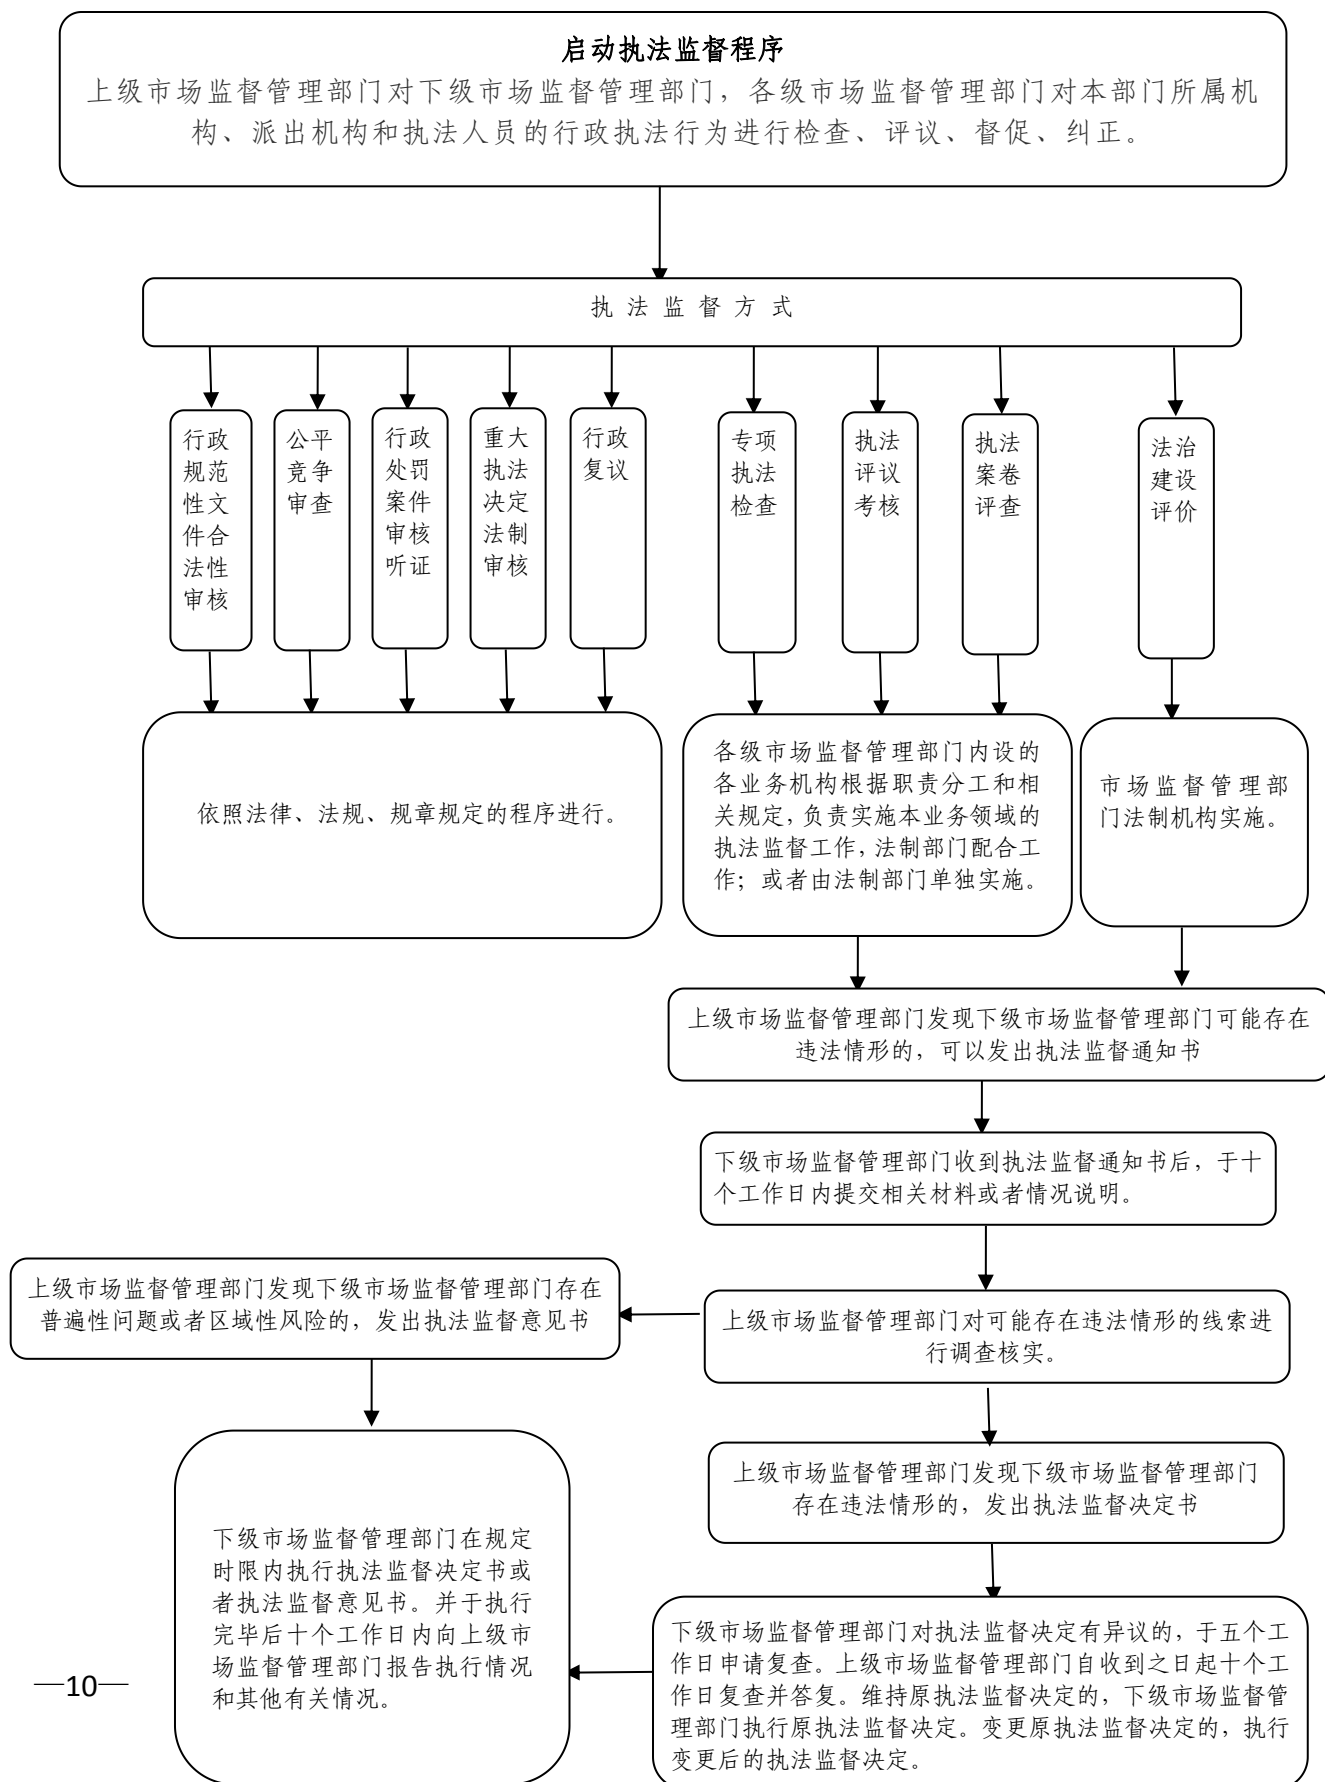 启动执法监督程序
上级市场监督管理部门对下级市场监督管理部门，各级市场监督管理部门对本部门所属机
构、派出机构和执法人员的行政执法行为进行检查、评议、督促、纠正。
执法监督方式
行政
规范
性文
件合
法性
审核
公平
竞争
审查
行政
处罚
案件
审核
听证
重大
执法
决定
法制
审核
行政
复议
专项
执法
检查
执法
评议
考核
执法
案卷
评查
法治
建设
评价
依照法律、法规、规章规定的程序进行。
各级市场监督管理部门内设的
各业务机构根据职责分工和相
关规定，负责实施本业务领域的
执法监督工作，法制部门配合工
作；或者由法制部门单独实施。
市场监督管理部
门法制机构实施。
上级市场监督管理部门发现下级市场监督管理部门可能存在
违法情形的，可以发出执法监督通知书
下级市场监督管理部门收到执法监督通知书后，于十
个工作日内提交相关材料或者情况说明。
上级市场监督管理部门发现下级市场监督管理部门存在
普遍性问题或者区域性风险的，发出执法监督意见书
上级市场监督管理部门对可能存在违法情形的线索进
行调查核实。
上级市场监督管理部门发现下级市场监督管理部门
存在违法情形的，发出执法监督决定书
下级市场监督管理部门在规定
时限内执行执法监督决定书或
者执法监督意见书。并于执行
完毕后十个工作日内向上级市
场监督管理部门报告执行情况
和其他有关情况。
下级市场监督管理部门对执法监督决定有异议的，于五个工
作日申请复查。上级市场监督管理部门自收到之日起十个工
作日复查并答复。维持原执法监督决定的，下级市场监督管
理部门执行原执法监督决定。变更原执法监督决定的，执行
变更后的执法监督决定。
—10—